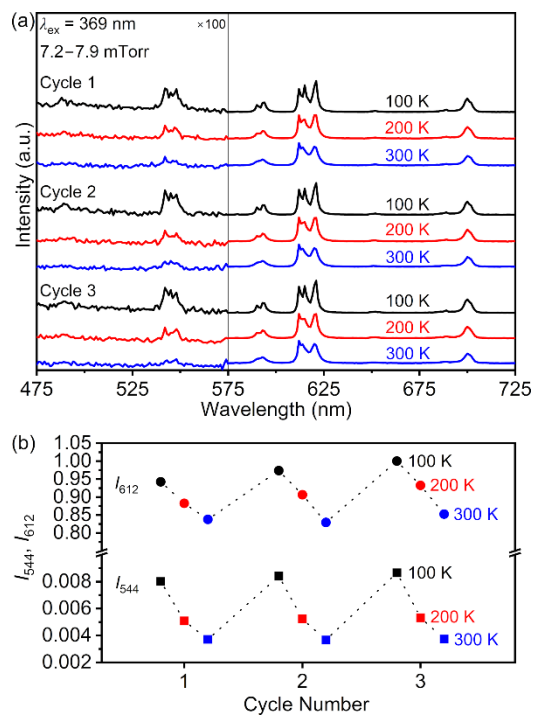 (a)
λex = 369 nm
×100
7.2−7.9 mTorr
Cycle 1
100 K
200 K
300 K
Cycle 2
100 K
200 K
300 K
Cycle 3
100 K
200 K
300 K
Intensity (a.u.)
475 525 575 625 675 725
Wavelength (nm)
(b)
1.05
1.00
0.95
0.90
0.85
0.80
0.008
0.006
0.004
0.002
I544, I612
I612
100 K
200 K
300 K
I544
100 K
200 K
300 K
1 2 3
Cycle Number